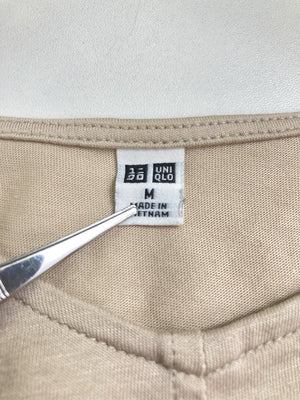 ユニ UNI
クロ QLO
M
MADE IN
VIETNAM